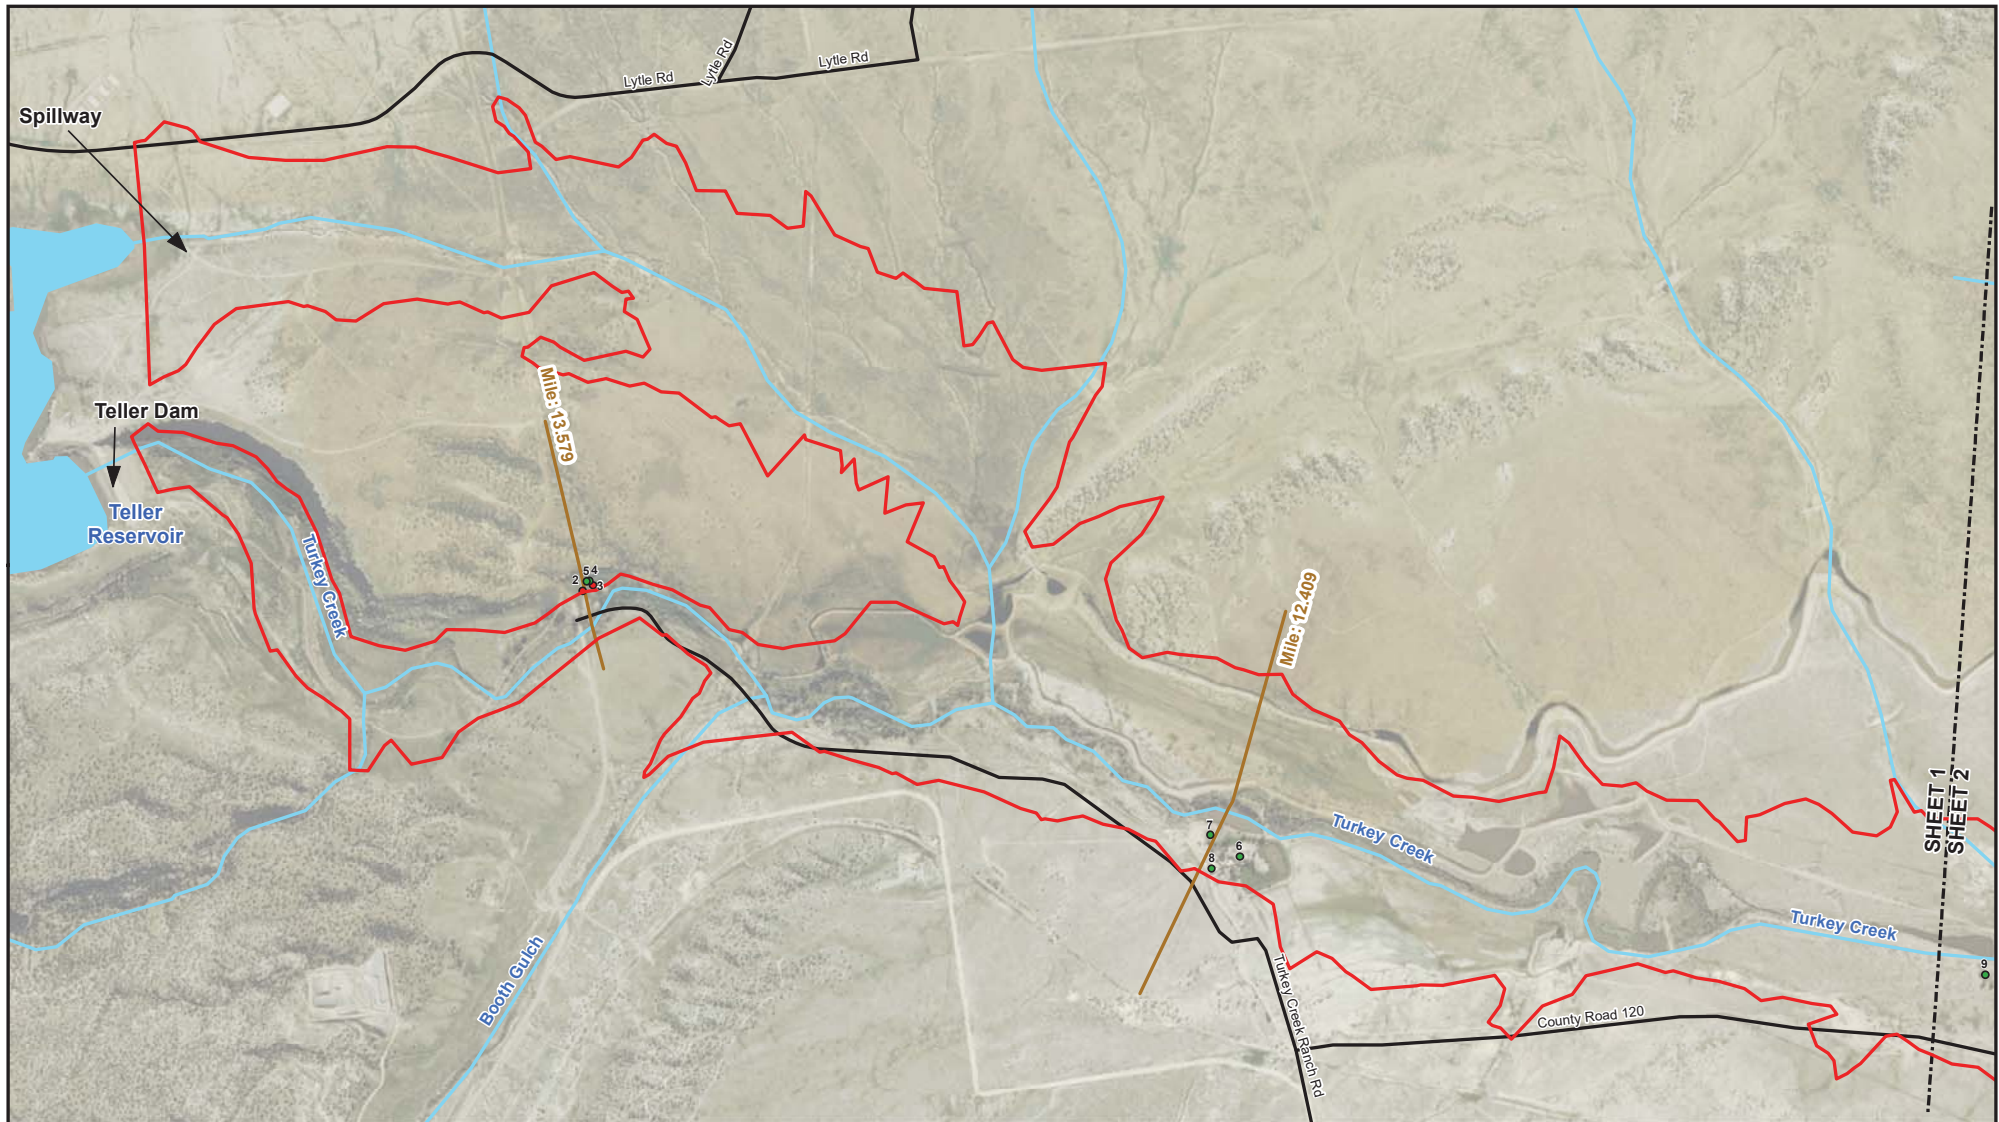 Lytle Rd
Lytle Rd
Lytle Rd
Spillway
Teller Dam
Teller
Reservoir
Turkey Creek
Mile: 13.579
5 4
2
3
Mile: 12.409
SHEET 1
SHEET 2
7
6
8
Turkey Creek
Turkey Creek
9
Booth Gulch
Turkey Creek Ranch Rd
County Road 120